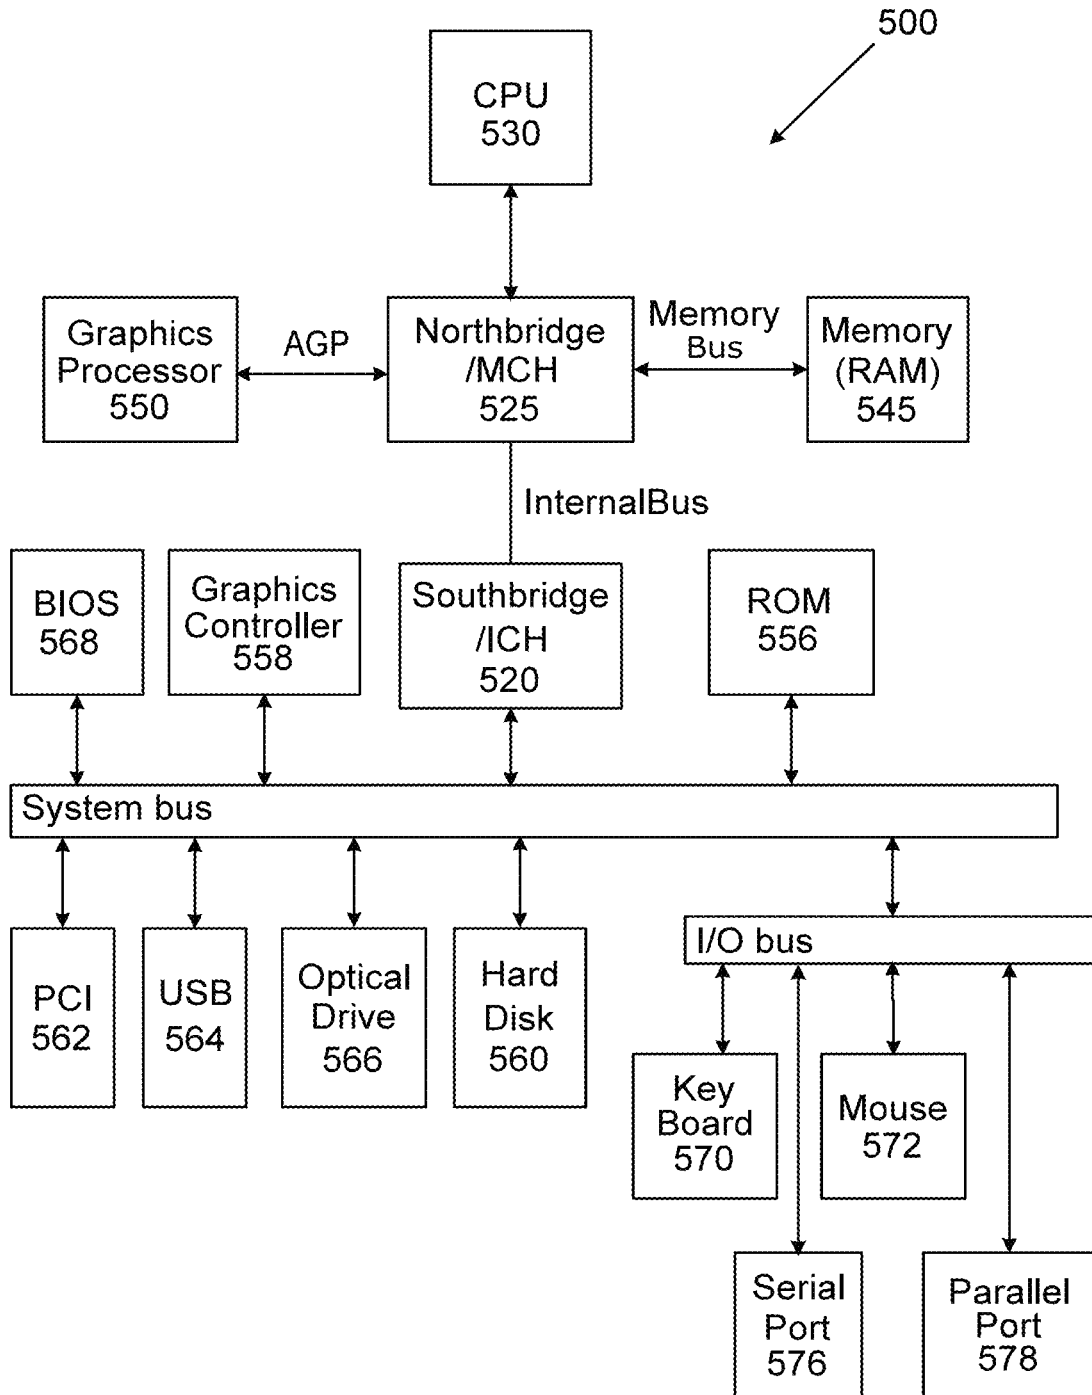 500
CPU
530
Graphics
Processor
550
AGP
Northbridge
/MCH
525
Memory
Bus
Memory
(RAM)
545
InternalBus
BIOS
568
Graphics
Controller
558
Southbridge
/ICH
520
ROM
556
System bus
PCI
562
USB
564
Optical
Drive
566
Hard
Disk
560
I/O bus
Key
Board
570
Mouse
572
Serial
Port
576
Parallel
Port
578